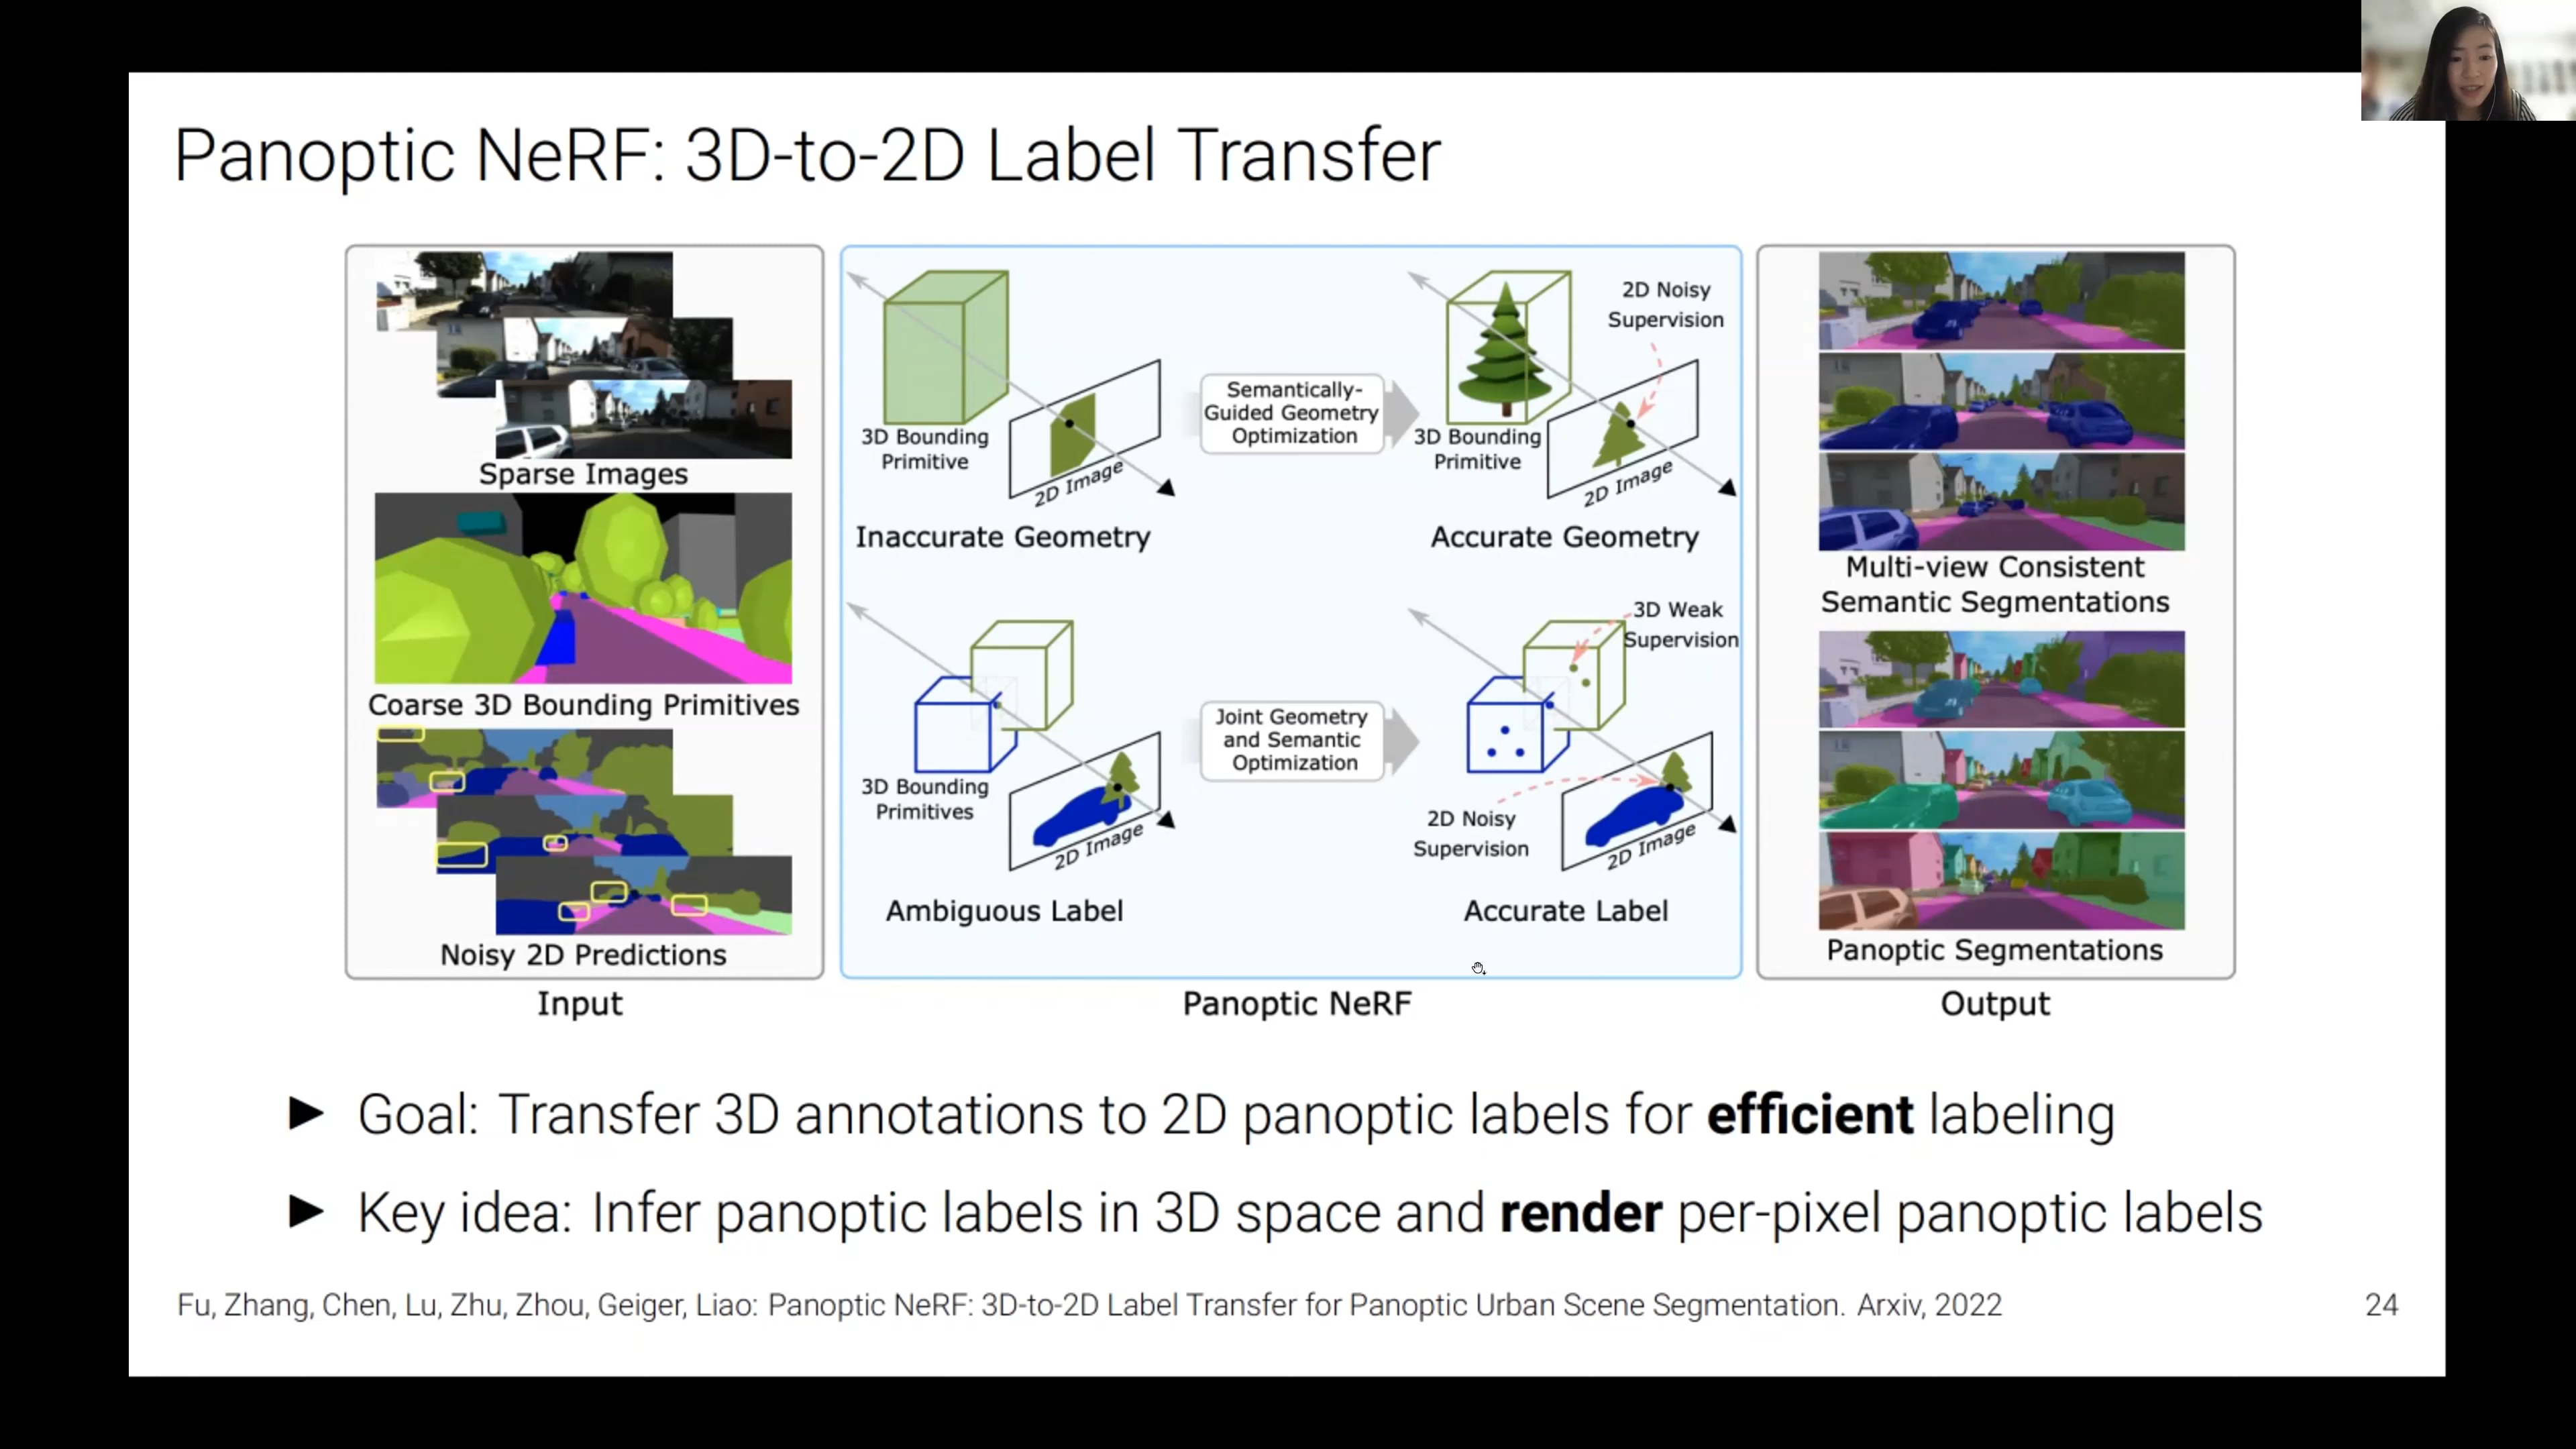 Panoptic NeRF: 3D-to-2D Label Transfer
Sparse Images
Coarse 3D Bounding Primitives
Noisy 2D Predictions
Input
3D Bounding
Primitive
2D Image
Inaccurate Geometry
Semantically-
Guided Geometry
Optimization
2D Noisy
Supervision
3D Bounding
Primitive
2D Image
Accurate Geometry
3D Bounding
Primitives
2D Image
Ambiguous Label
Joint Geometry
and Semantic
Optimization
3D Weak
Supervision
2D Noisy
Supervision
2D Image
Accurate Label
Panoptic NeRF
Multi-view Consistent
Semantic Segmentations
Panoptic Segmentations
Output
Goal: Transfer 3D annotations to 2D panoptic labels for efficient labeling
Key idea: Infer panoptic labels in 3D space and render per-pixel panoptic labels
Fu, Zhang, Chen, Lu, Zhu, Zhou, Geiger, Liao: Panoptic NeRF: 3D-to-2D Label Transfer for Panoptic Urban Scene Segmentation. Arxiv, 2022
24